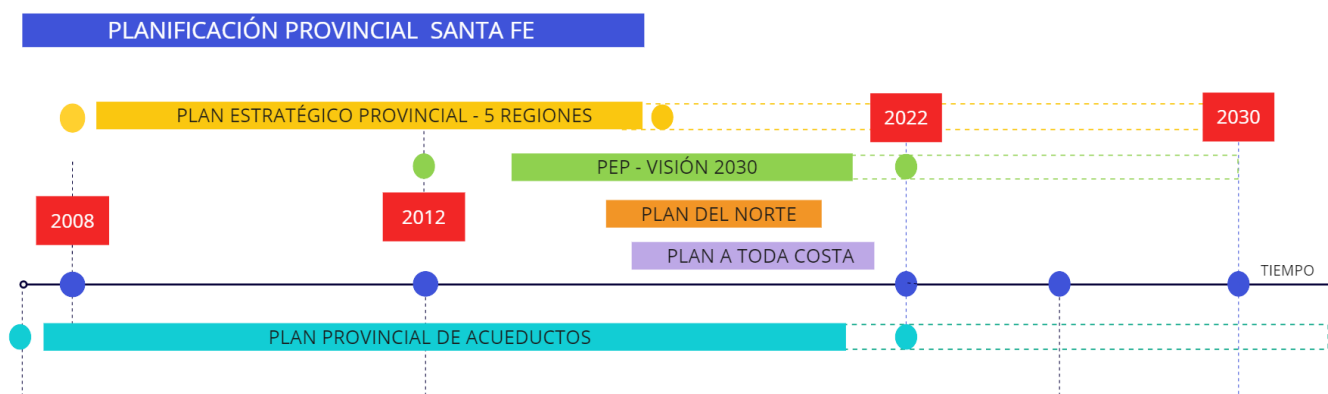 PLANIFICACIÓN PROVINCIAL  SANTA FE
PLAN ESTRATÉGICO PROVINCIAL - 5 REGIONES
2022
2030
PEP - VISIÓN 2030
2008
2012
PLAN DEL NORTE
PLAN A TODA COSTA
TIEMPO
PLAN PROVINCIAL DE ACUEDUCTOS